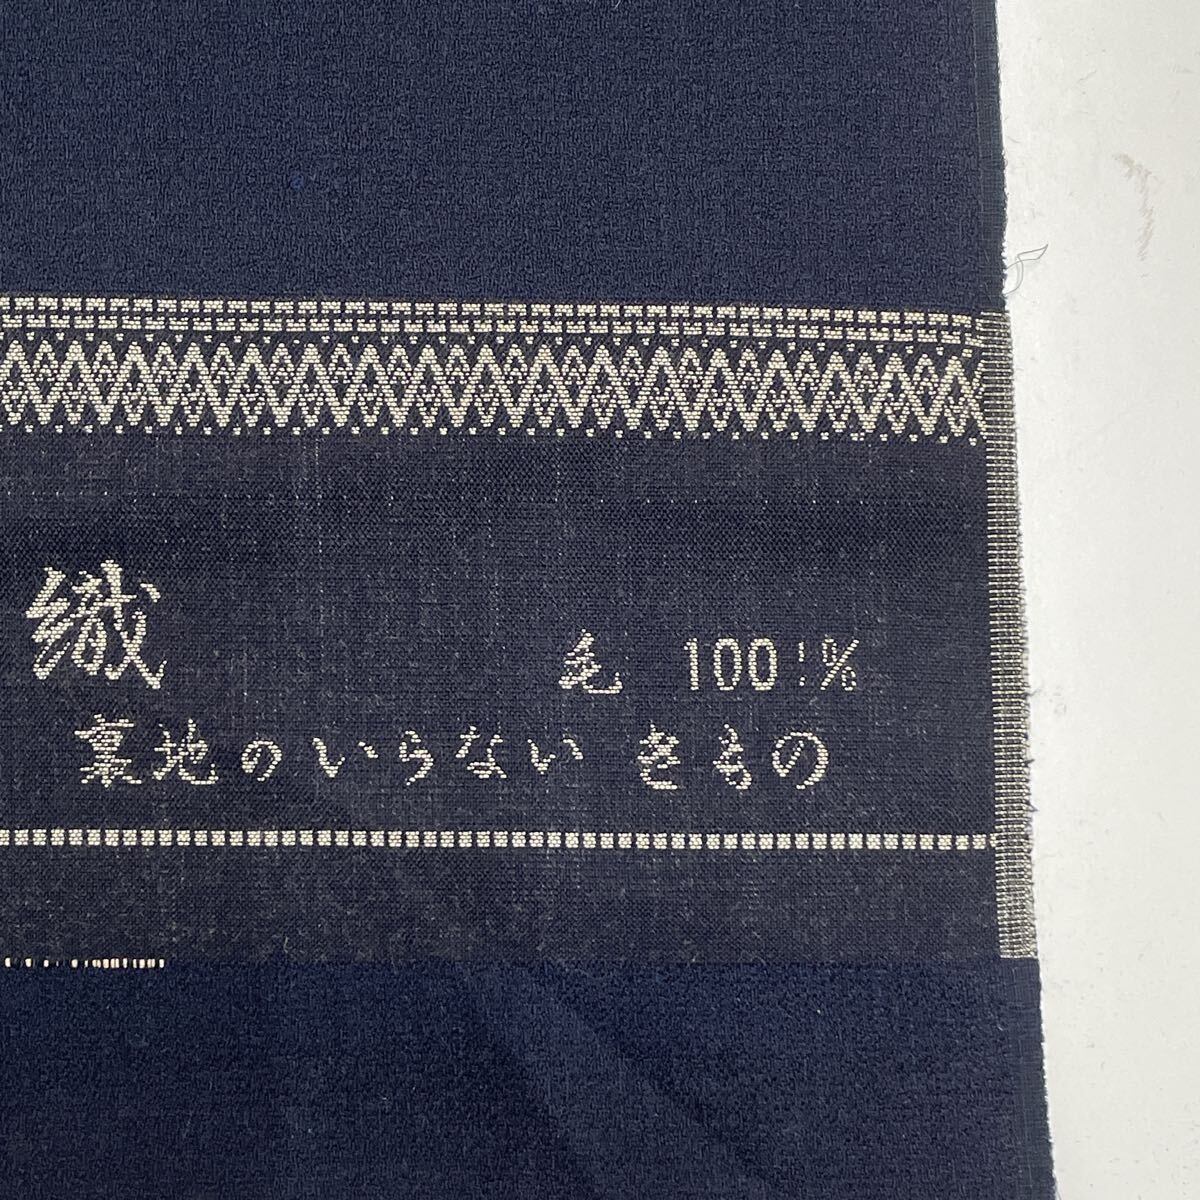 織
毛 100!%
裏地のいらないきもの